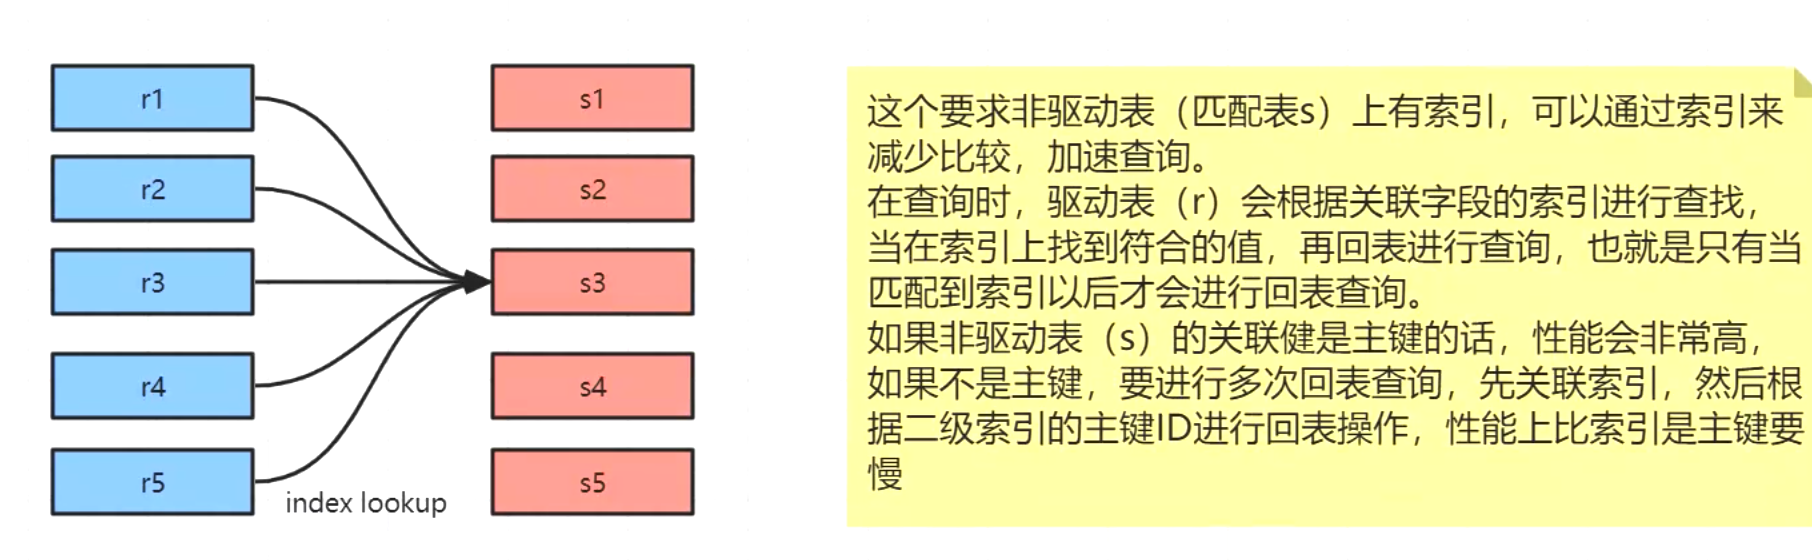 r1
r2
r3
r4
r5
index lookup
s1
s2
s3
s4
s5
这个要求非驱动表（匹配表s）上有索引，可以通过索引来
减少比较，加速查询。
在查询时，驱动表（r）会根据关联字段的索引进行查找，
当在索引上找到符合的值，再回表进行查询，也就是只有当
匹配到索引以后才会进行回表查询。
如果非驱动表（s）的关联健是主键的话，性能会非常高，
如果不是主键，要进行多次回表查询，先关联索引，然后根
据二级索引的主键ID进行回表操作，性能上比索引是主键要
慢